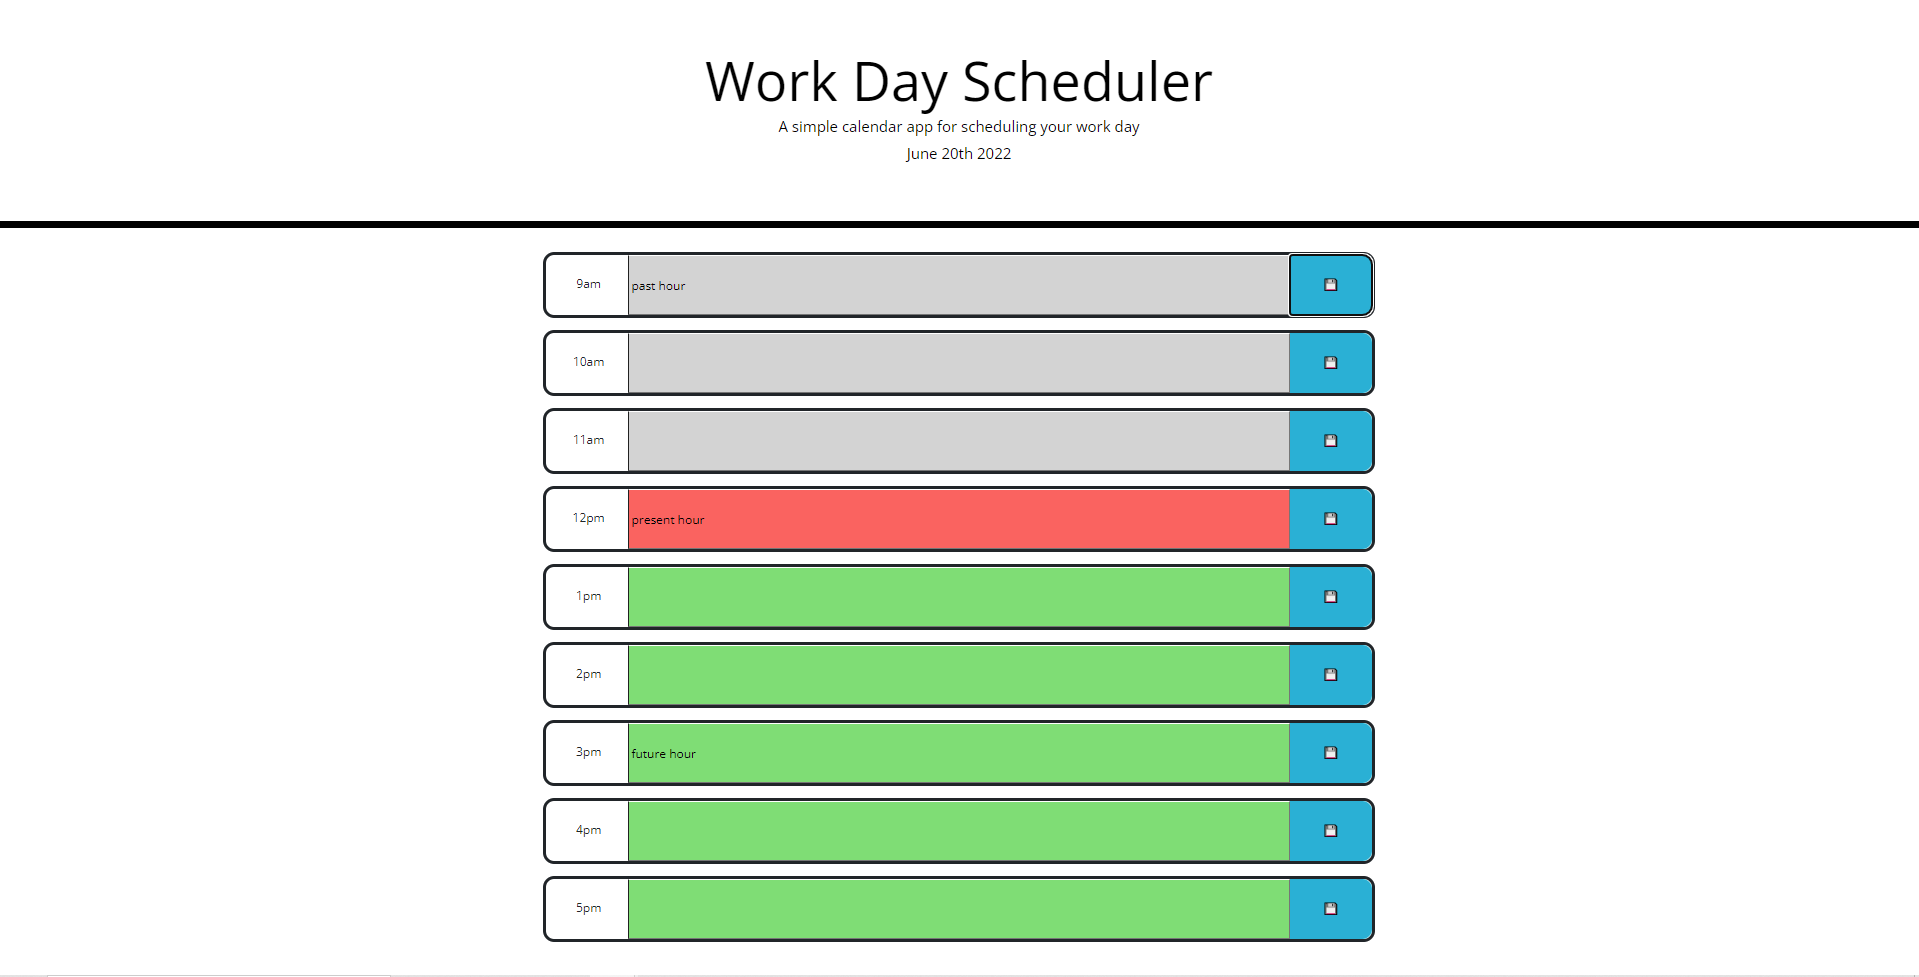 Work Day Scheduler
A simple calendar app for scheduling your work day
June 20th 2022
9am past hour
10am
11am
12pm present hour
1pm
2pm
3pm future hour
4pm
5pm